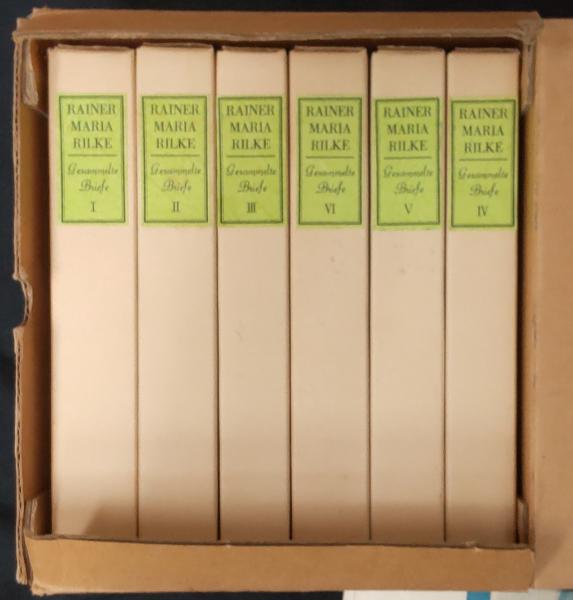 RAINER
MARIA
RILKE
Gesammelte
Briefe
I
RAINER
MARIA
RILKE
Gesammelte
Briefe
II
RAINER
MARIA
RILKE
Gesammelte
Briefe
III
RAINER
MARIA
RILKE
Gesammelte
Briefe
VI
RAINER
MARIA
RILKE
Gesammelte
Briefe
V
RAINER
MARIA
RILKE
Gesammelte
Briefe
IV